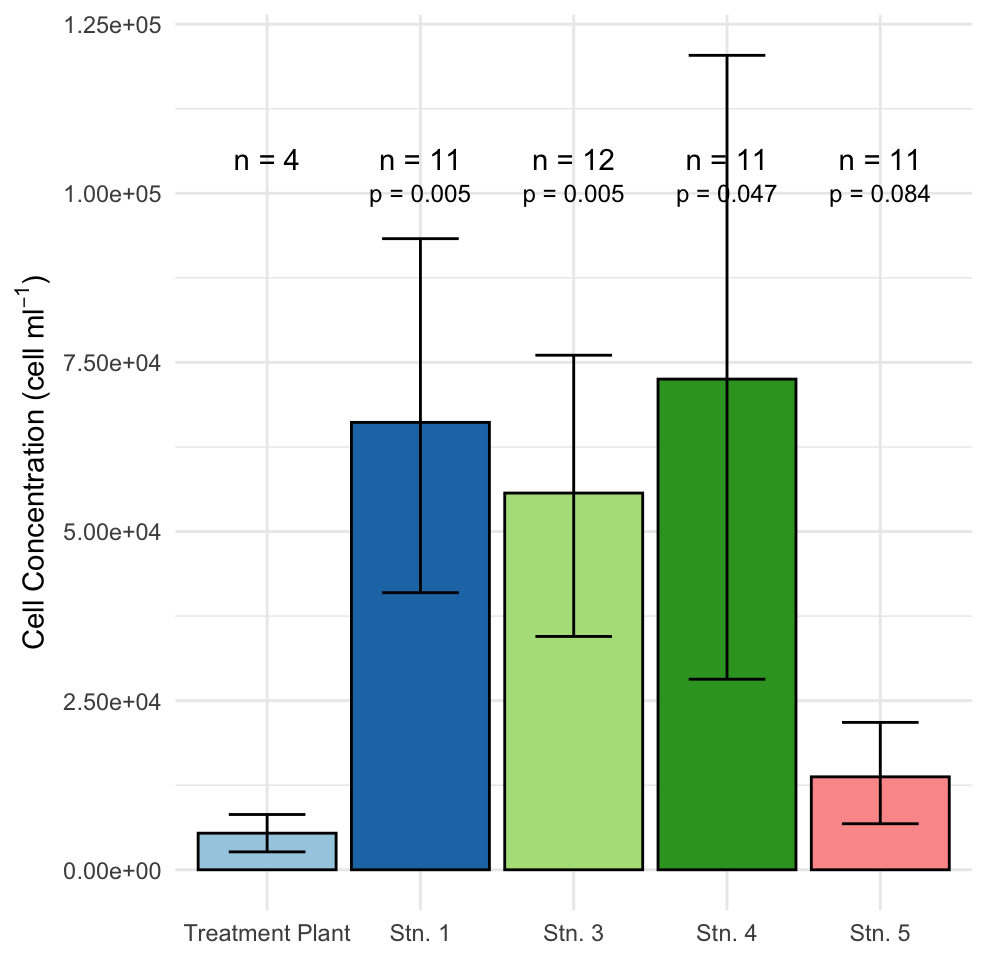 1.25e+05
n = 4 n = 11 n = 12 n = 11 n = 11
1.00e+05 p = 0.005 p = 0.005 p = 0.047 p = 0.084
7.50e+04
5.00e+04
2.50e+04
0.00e+00
Cell Concentration (cell ml⁻¹)
Treatment Plant Stn. 1 Stn. 3 Stn. 4 Stn. 5